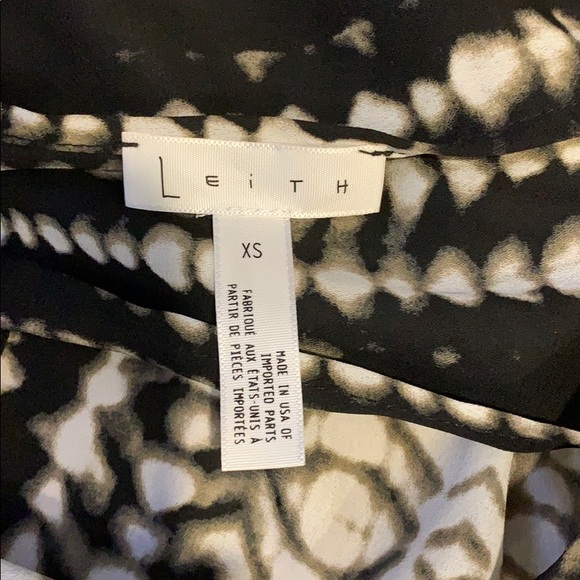 LEiTH
XS
MADE IN USA OF
IMPORTED PARTS
FABRIQUÉ AUX ÉTATS-UNIS À
PARTIR DE PIÈCES IMPORTÉES